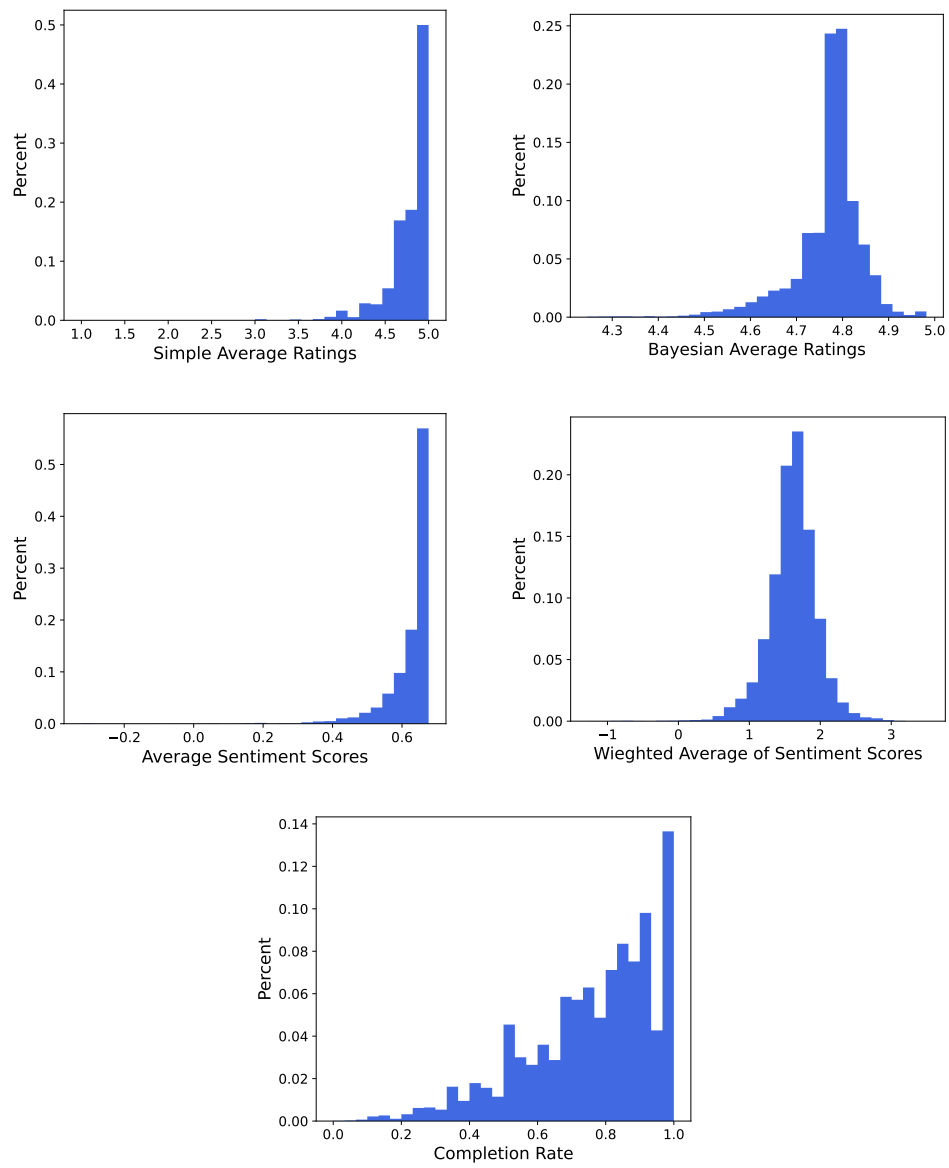 0.5
0.4
0.3
0.2
0.1
0.0
Percent
1.0 1.5 2.0 2.5 3.0 3.5 4.0 4.5 5.0
Simple Average Ratings
0.25
0.20
0.15
0.10
0.05
0.00
Percent
4.3 4.4 4.5 4.6 4.7 4.8 4.9 5.0
Bayesian Average Ratings
0.5
0.4
0.3
0.2
0.1
0.0
Percent
−0.2 0.0 0.2 0.4 0.6
Average Sentiment Scores
0.20
0.15
0.10
0.05
0.00
Percent
−1 0 1 2 3
Wieghted Average of Sentiment Scores
0.14
0.12
0.10
0.08
0.06
0.04
0.02
0.00
Percent
0.0 0.2 0.4 0.6 0.8 1.0
Completion Rate